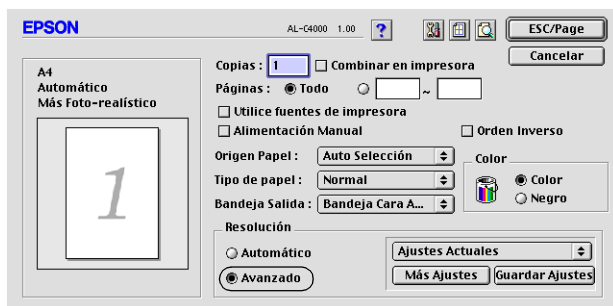 EPSON
AL-C4000 1.00
?
ESC/Page
Cancelar
A4
Automático
Más Foto-realístico
1
Copias : 1
Combinar en impresora
Páginas : Todo ~
Utilice fuentes de impresora
Alimentación Manual
Orden Inverso
Origen Papel : Auto Selección
Tipo de papel : Normal
Bandeja Salida : Bandeja Cara A...
Color
Color
Negro
Resolución
Automático
Avanzado
Ajustes Actuales
Más Ajustes Guardar Ajustes